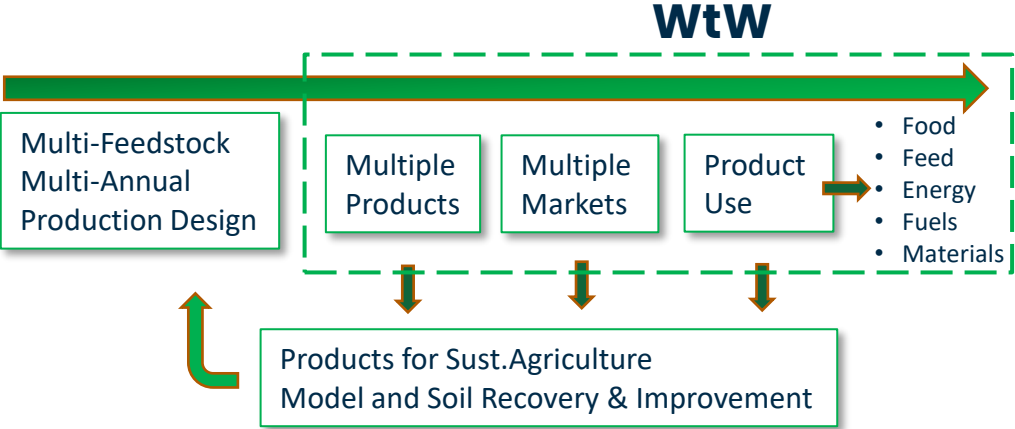 WtW
Multi-Feedstock
Multi-Annual
Production Design
Multiple
Products
Multiple
Markets
Product
Use
• Food
• Feed
• Energy
• Fuels
• Materials
Products for Sust.Agriculture
Model and Soil Recovery & Improvement